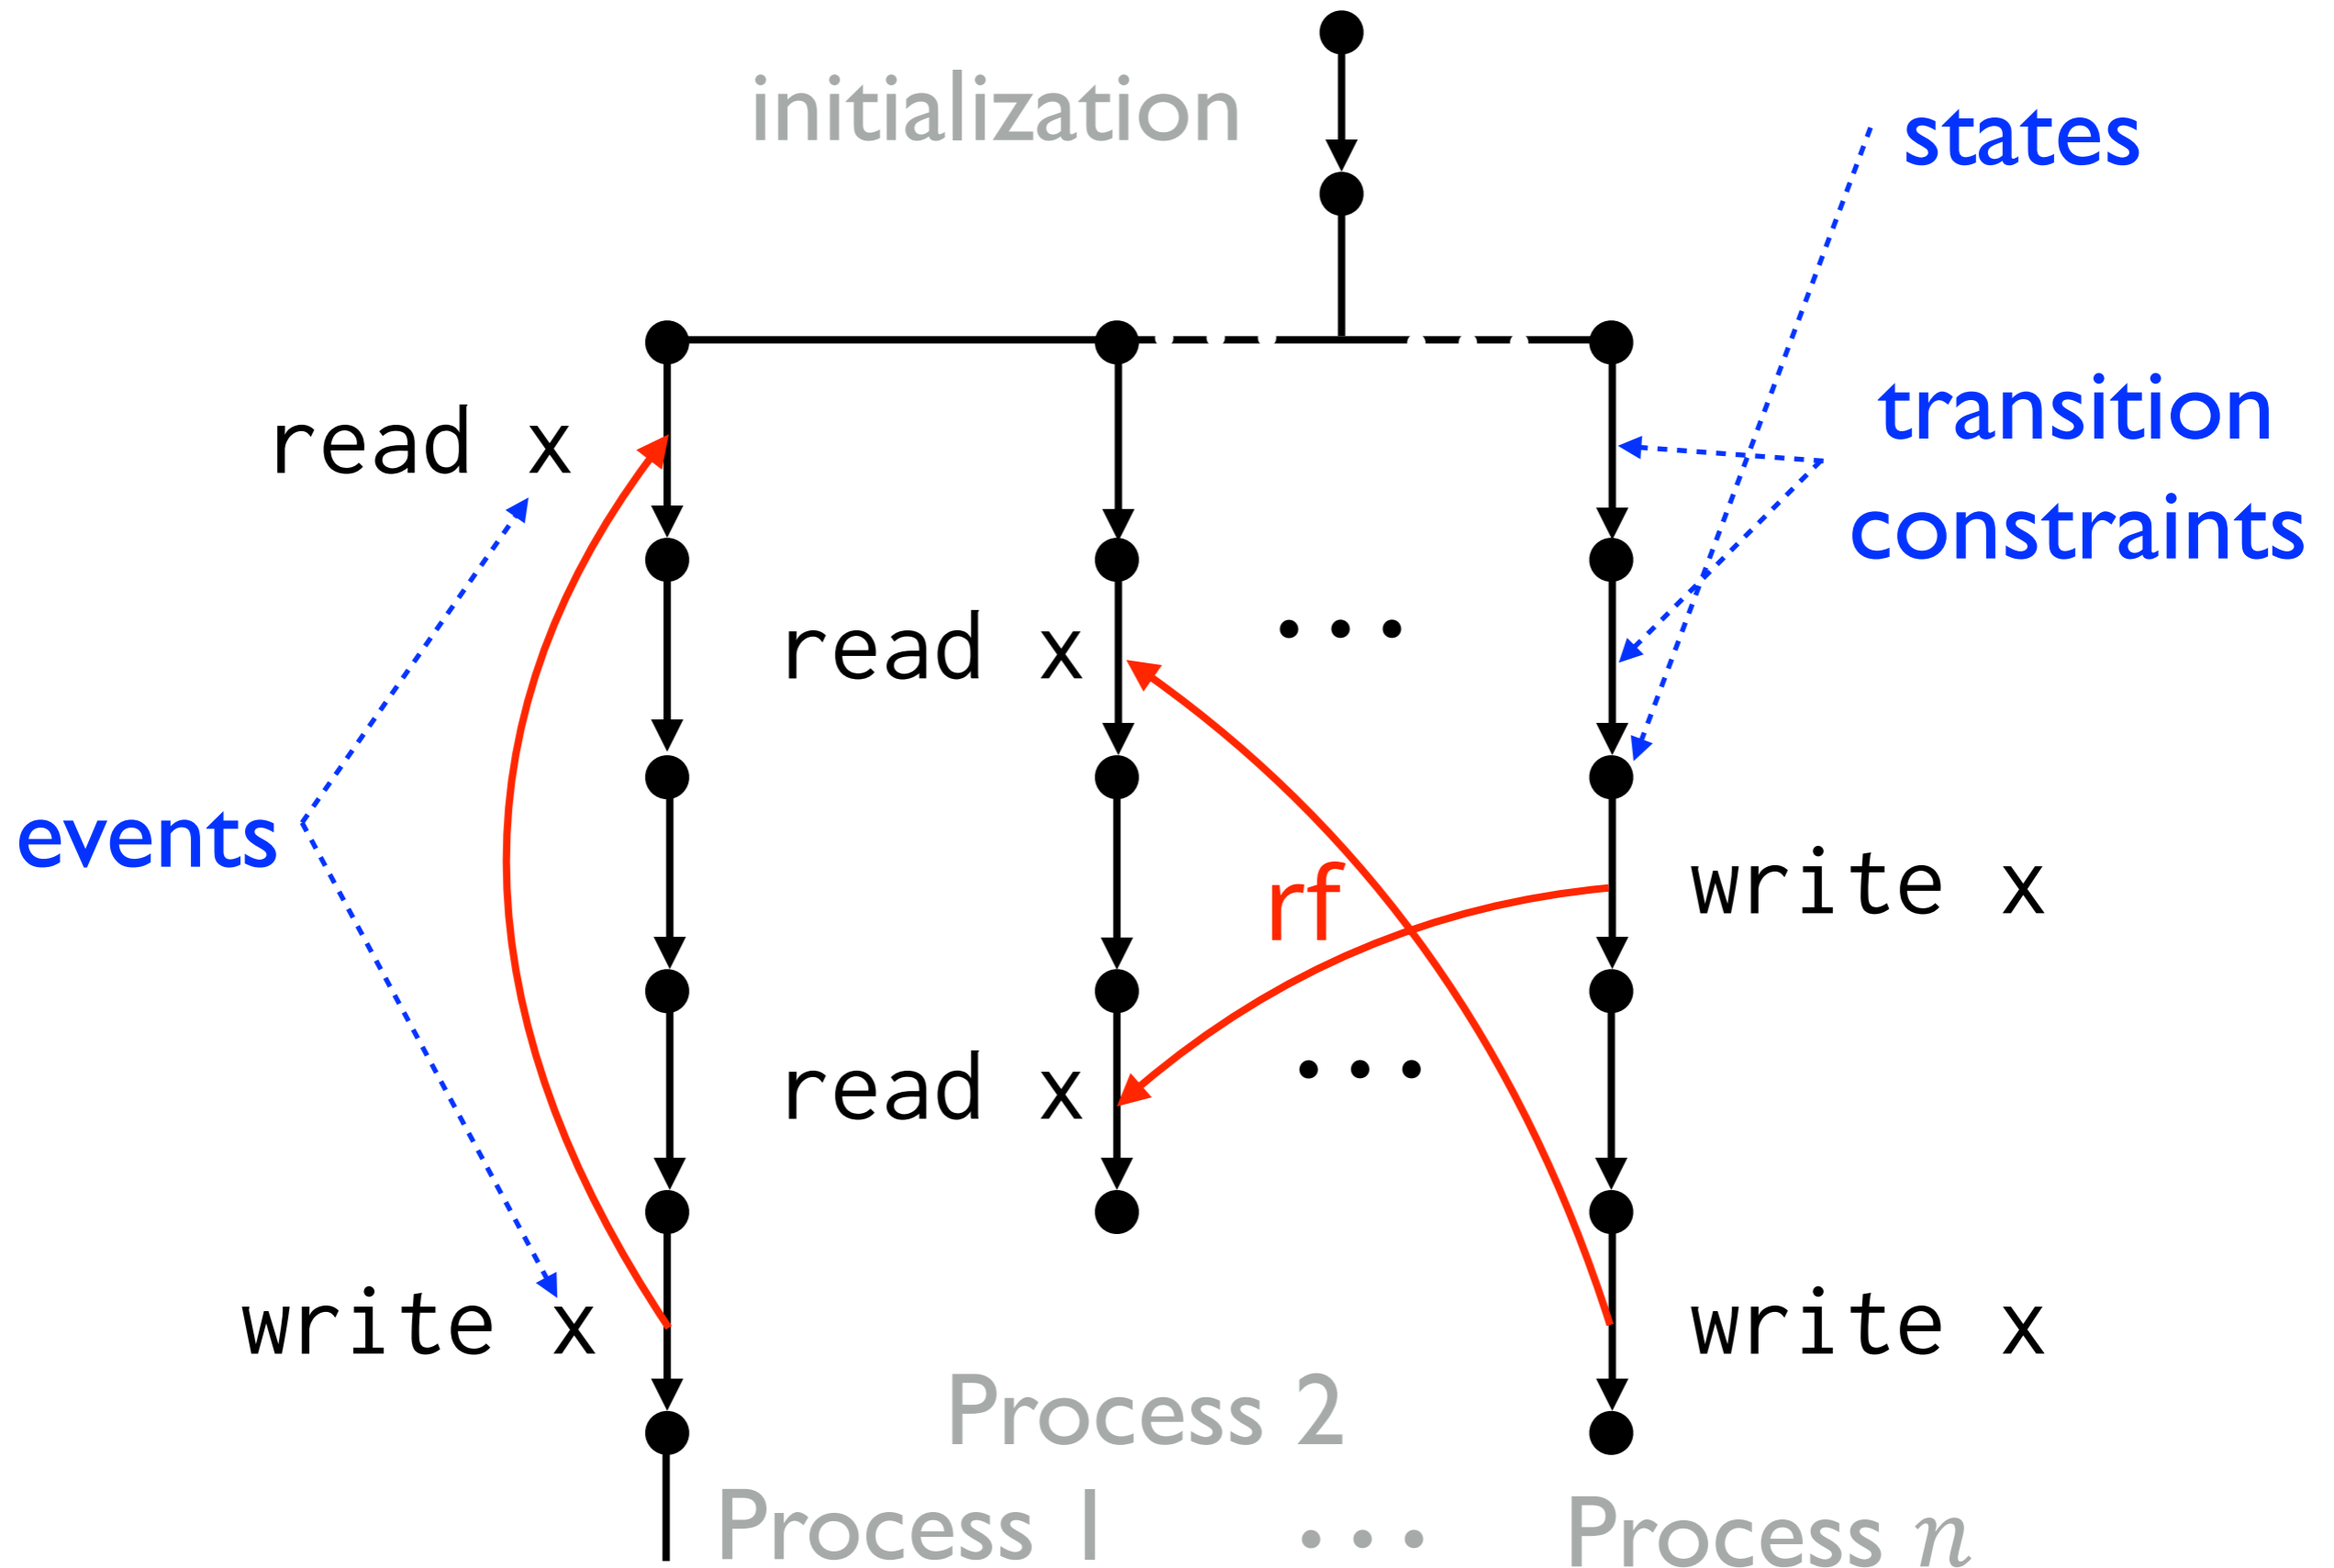 initialization
states
transition
constraints
read x
read x
• • •
events
write x
rf
read x
• • •
write x
write x
Process 2
Process 1
• • •
Process n